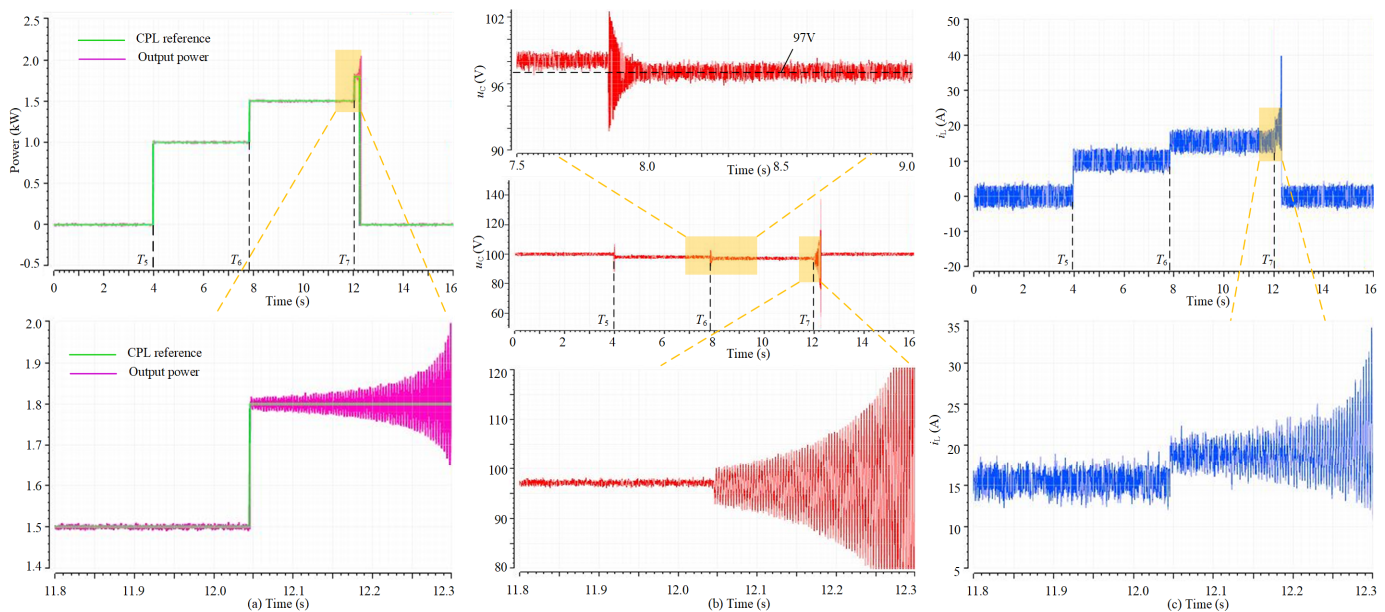 2.5
2.0
1.5
1.0
0.5
0
-0.5
Power (kW)
CPL reference
Output power
T5
T6
T7
0 2 4 6 8 10 12 14 16
Time (s)
2.0
1.9
1.8
1.7
1.6
1.5
1.4
CPL reference
Output power
11.8 11.9 12.0 12.1 12.2 12.3
(a) Time (s)
102
96
90
uC (V)
97V
7.5 8.0 8.5 9.0
Time (s)
140
120
100
80
60
uC (V)
T5
T6
T7
0 2 4 6 8 10 12 14 16
Time (s)
120
110
100
90
80
11.8 11.9 12.0 12.1 12.2 12.3
(b) Time (s)
50
40
30
20
10
0
-10
-20
iL (A)
T5
T6
T7
0 2 4 6 8 10 12 14 16
Time (s)
35
30
25
20
15
10
5
iL (A)
11.8 11.9 12.0 12.1 12.2 12.3
(c) Time (s)